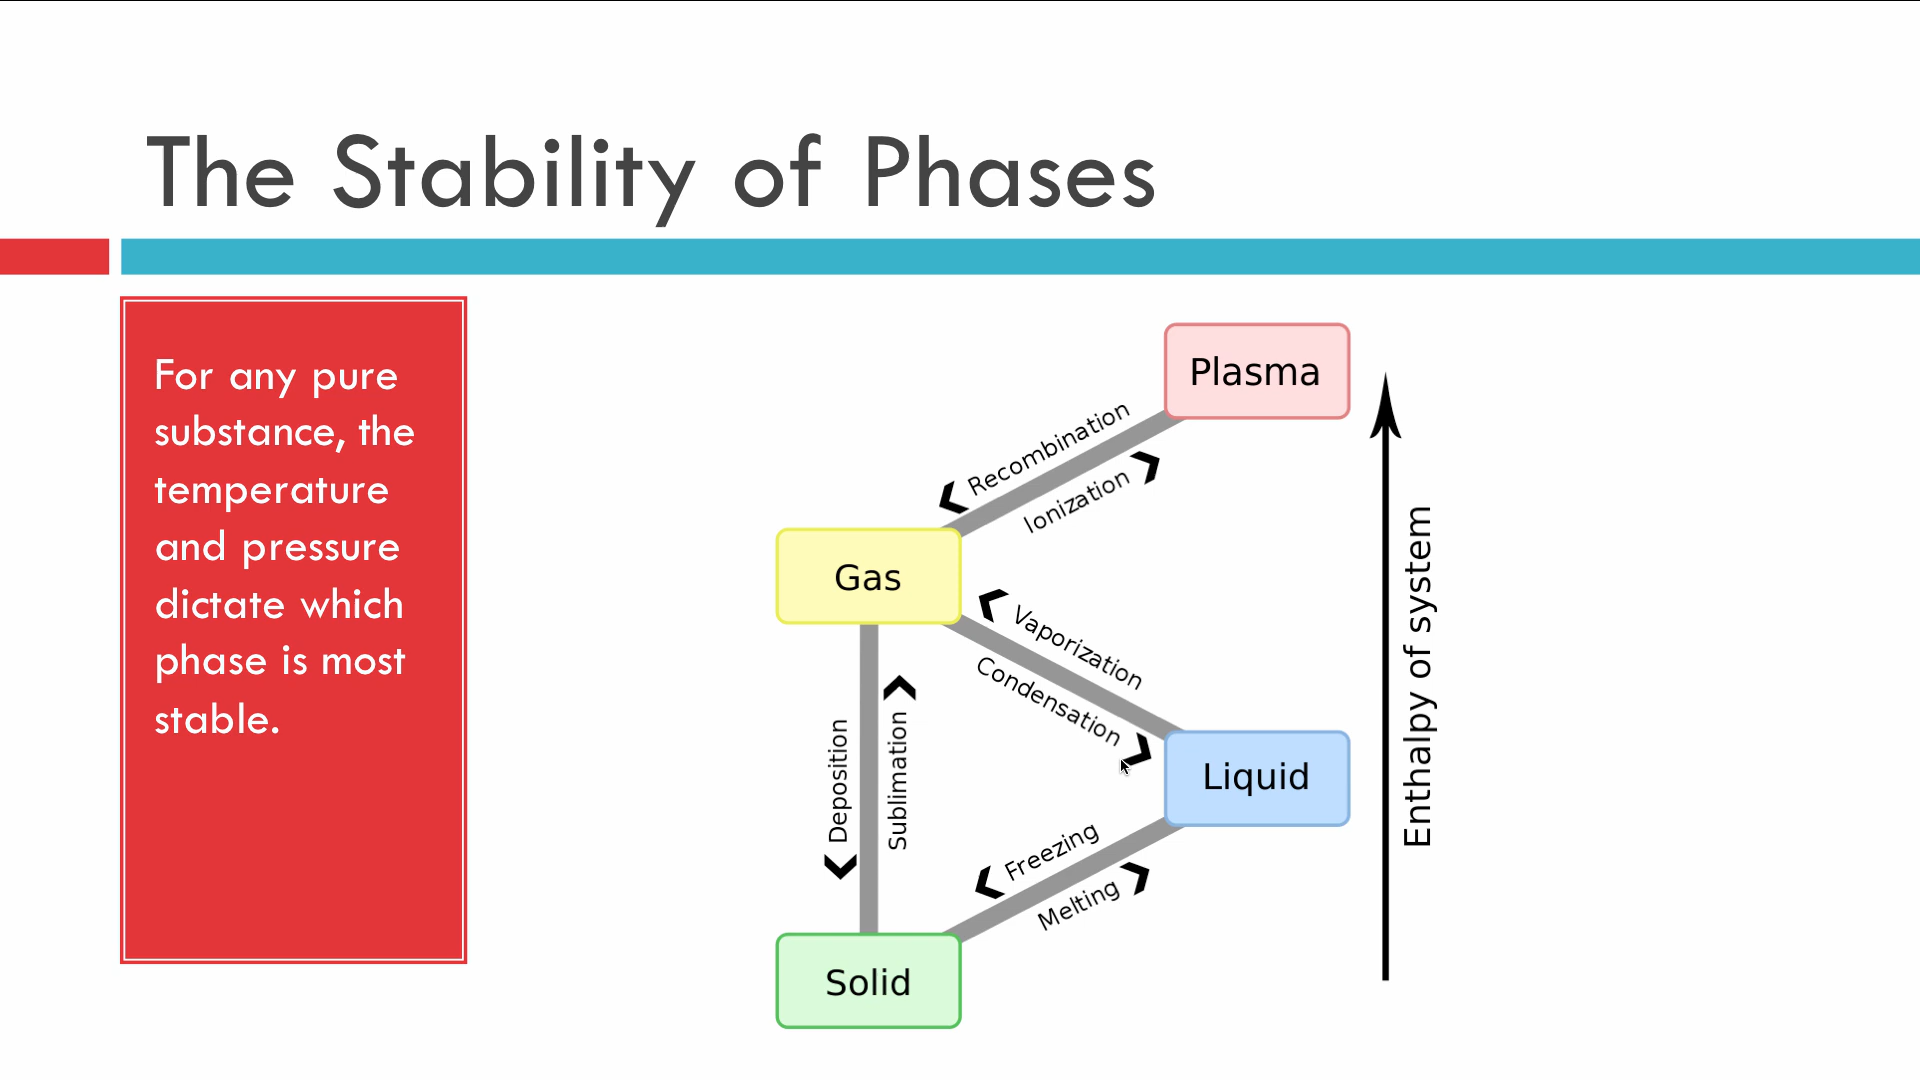 The Stability of Phases
For any pure
substance, the
temperature
and pressure
dictate which
phase is most
stable.
Plasma
Recombination
Ionization
Gas
Vaporization
Condensation
Deposition
Sublimation
Liquid
Freezing
Melting
Solid
Enthalpy of system